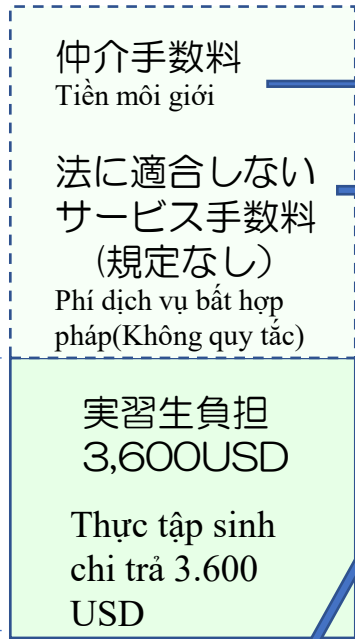 仲介手数料
Tiền môi giới
法に適合しない
サービス手数料
（規定なし）
Phí dịch vụ bất hợp
pháp(Không quy tắc)
実習生負担
3,600USD
Thực tập sinh
chi trả 3.600
USD